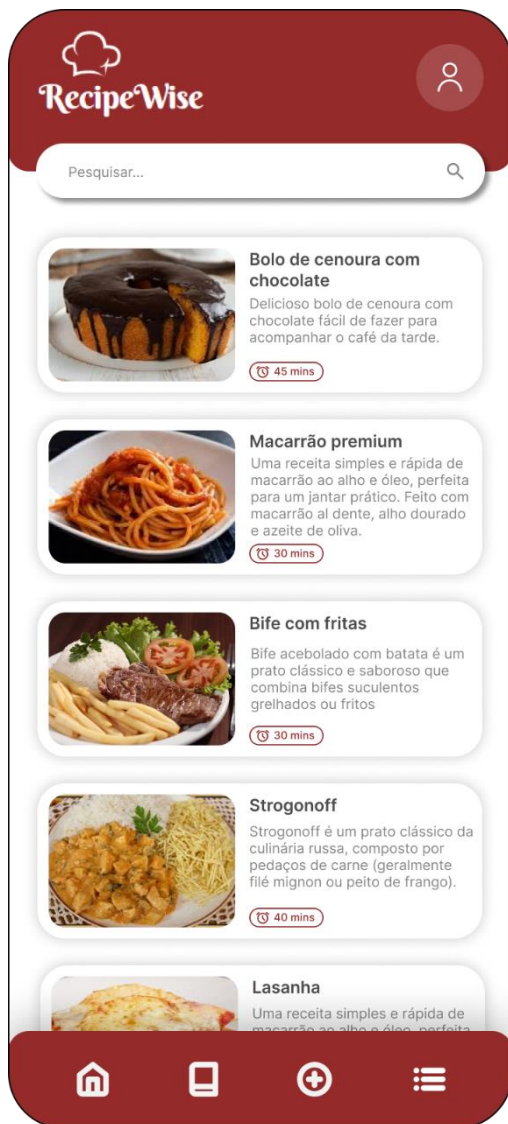 RecipeWise
Pesquisar...
Bolo de cenoura com
chocolate
Delicioso bolo de cenoura com
chocolate fácil de fazer para
acompanhar o café da tarde.
45 mins
Macarrão premium
Uma receita simples e rápida de
macarrão ao alho e óleo, perfeita
para um jantar prático. Feito com
macarrão al dente, alho dourado
e azeite de oliva.
30 mins
Bife com fritas
Bife acebolado com batata é um
prato clássico e saboroso que
combina bifes suculentos
grelhados ou fritos
30 mins
Strogonoff
Strogonoff é um prato clássico da
culinária russa, composto por
pedaços de carne (geralmente
filé mignon ou peito de frango).
40 mins
Lasanha
Uma receita simples e rápida de
macarrão ao alho e óleo, perfeita